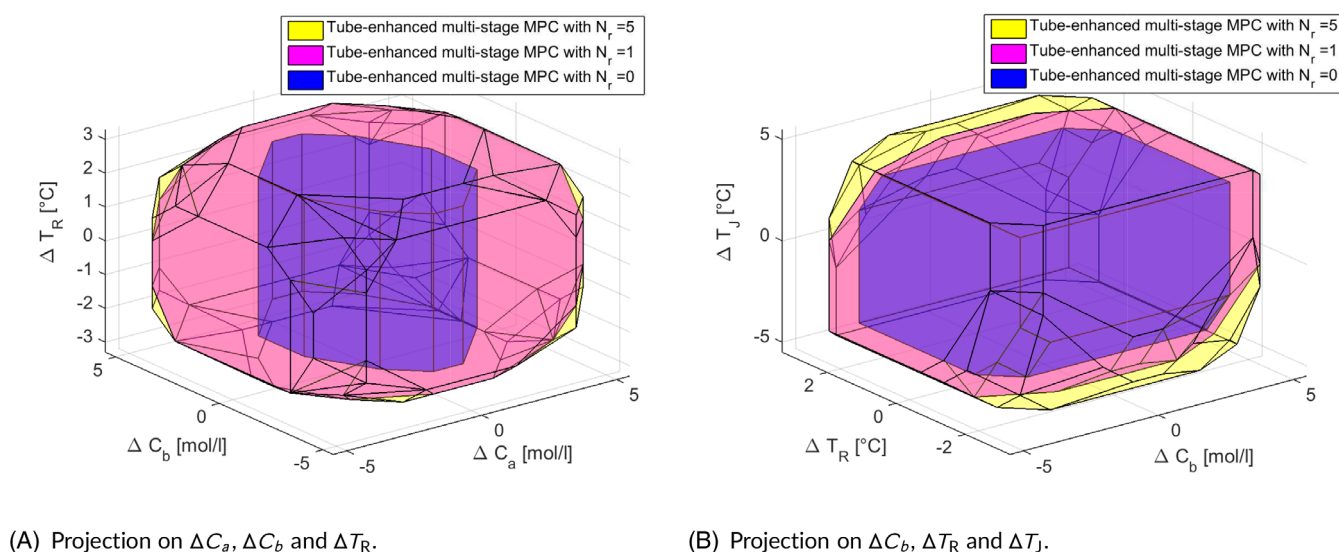 Tube-enhanced multi-stage MPC with N_r=5
Tube-enhanced multi-stage MPC with N_r=1
Tube-enhanced multi-stage MPC with N_r=0
3
2
1
0
-1
-2
-3
Δ T_R [°C]
5
0
-5
Δ C_b [mol/l]
-5
0
5
Δ C_a [mol/l]
(A) Projection on ΔC_a, ΔC_b and ΔT_R.
Tube-enhanced multi-stage MPC with N_r=5
Tube-enhanced multi-stage MPC with N_r=1
Tube-enhanced multi-stage MPC with N_r=0
5
0
-5
Δ T_J [°C]
2
0
-2
Δ T_R [°C]
-5
0
5
Δ C_b [mol/l]
(B) Projection on ΔC_b, ΔT_R and ΔT_J.